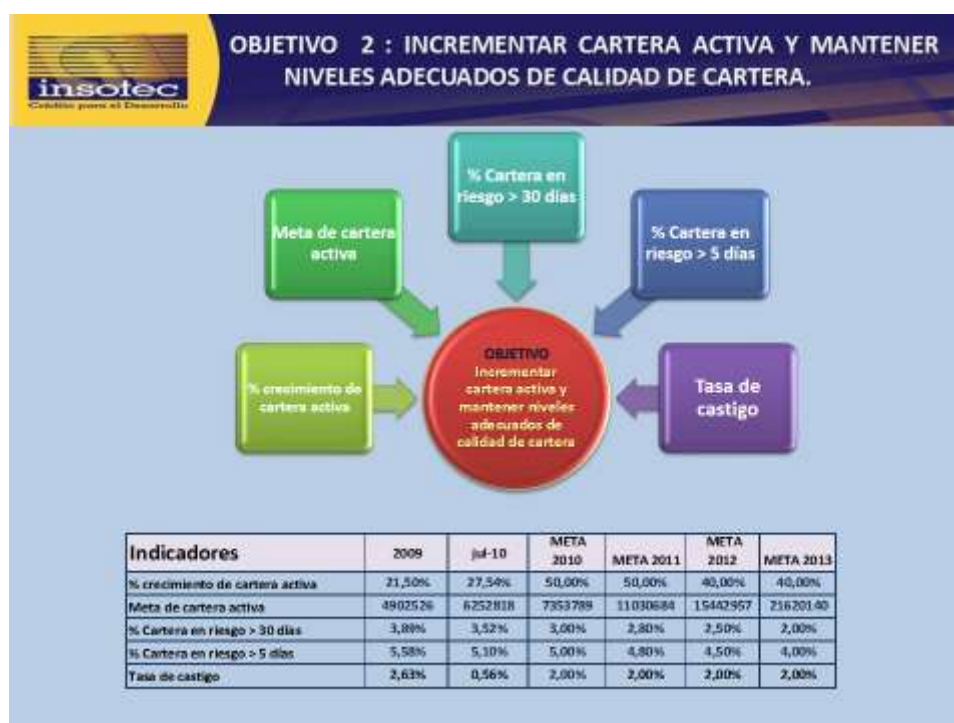 insotec
Crédito para el Desarrollo
OBJETIVO 2 : INCREMENTAR CARTERA ACTIVA Y MANTENER
NIVELES ADECUADOS DE CALIDAD DE CARTERA.
% Cartera en
riesgo > 30 días
Meta de cartera
activa
% Cartera en
riesgo > 5 días
% crecimiento de
cartera activa
OBJETIVO
Incrementar
cartera activa y
mantener niveles
adecuados de
calidad de cartera
Tasa de
castigo
Indicadores 2009 jul-10 META 2010 META 2011 META 2012 META 2013
% crecimiento de cartera activa 21,50% 27,54% 50,00% 50,00% 40,00% 40,00%
Meta de cartera activa 4902526 6252818 7353789 11030684 15442957 21620140
% Cartera en riesgo > 30 días 3,89% 3,52% 3,00% 2,80% 2,50% 2,00%
% Cartera en riesgo > 5 días 5,58% 5,10% 5,00% 4,80% 4,50% 4,00%
Tasa de castigo 2,63% 0,56% 2,00% 2,00% 2,00% 2,00%